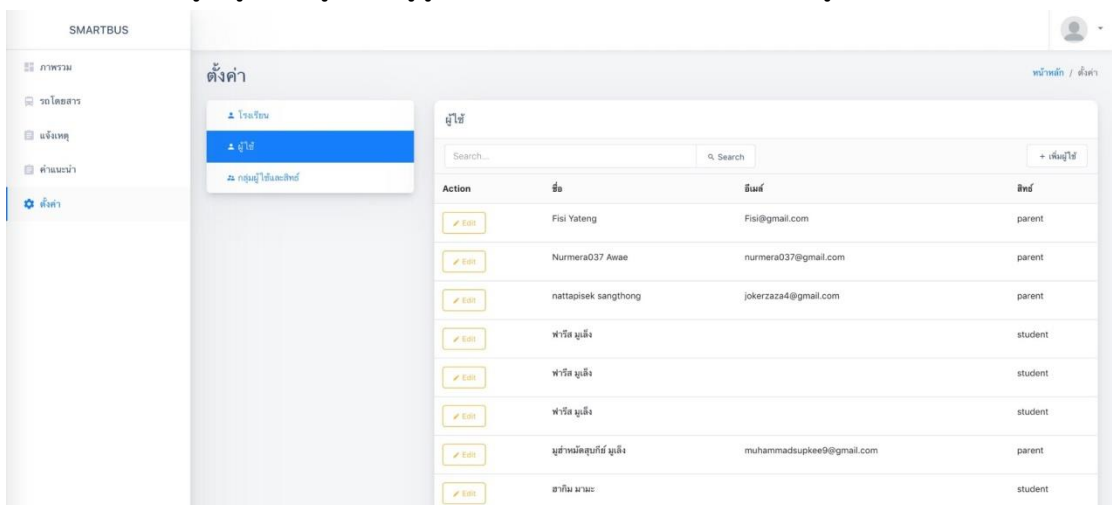 SMARTBUS
ภาพรวม
รถโดยสาร
แจ้งเหตุ
คำแนะนำ
ตั้งค่า
ตั้งค่า
หน้าหลัก / ตั้งค่า
โรงเรียน
ผู้ใช้
กลุ่มผู้ใช้และสิทธ์
ผู้ใช้
Search... Search + เพิ่มผู้ใช้
Action ชื่อ อีเมล์ สิทธ์
Edit Fisi Yateng Fisi@gmail.com parent
Edit Nurmera037 Awae nurmera037@gmail.com parent
Edit nattapisek sangthong jokerzaza4@gmail.com parent
Edit ฟารีส มูเล็ง student
Edit ฟารีส มูเล็ง student
Edit ฟารีส มูเล็ง student
Edit มูฮำหมัดสุบกีย์ มูเล็ง muhammadsupkee9@gmail.com parent
Edit ฮากิม มามะ student